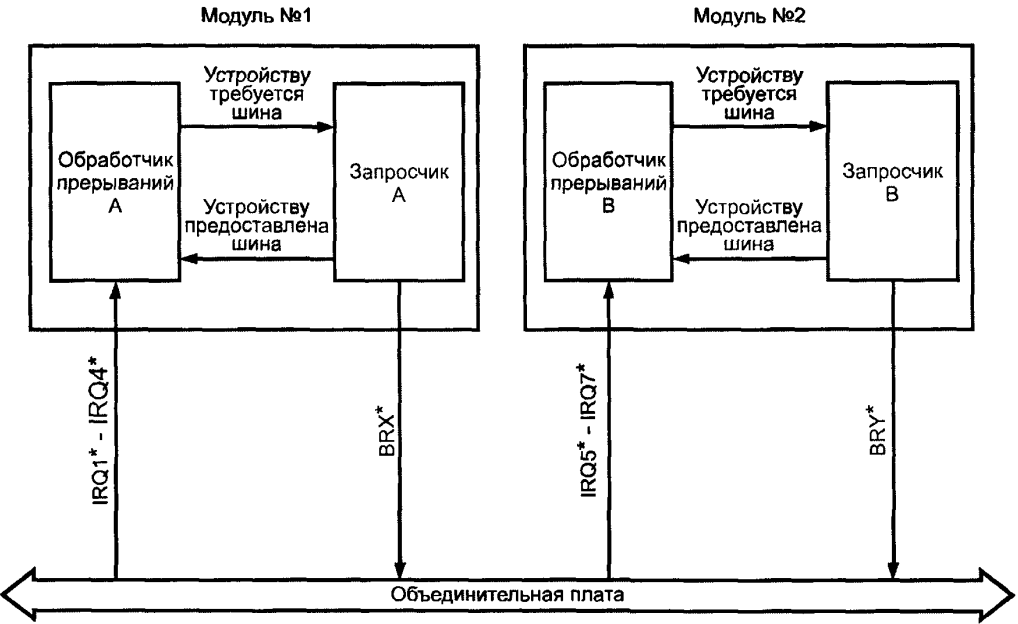 Модуль №1
Модуль №2
Устройству
требуется
шина
Обработчик
прерываний
А
Запросчик
А
Устройству
предоставлена
шина
Устройству
требуется
шина
Обработчик
прерываний
В
Запросчик
В
Устройству
предоставлена
шина
IRQ1* - IRQ4*
BRX*
IRQ5* - IRQ7*
BRY*
Объединительная плата